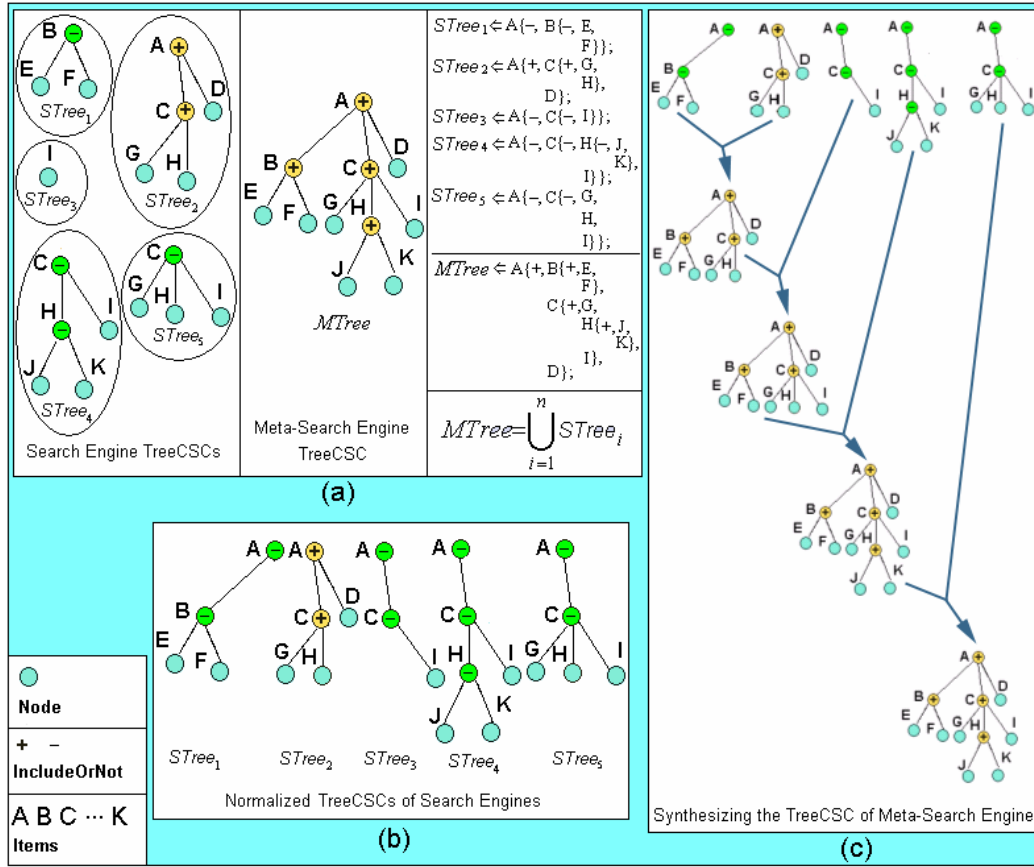 B
E
F
STree1
A
C
D
G
H
STree2
I
STree3
C
H
I
J
K
STree4
C
G
H
I
STree5
Search Engine TreeCSCs
A
B
C
D
E
F
G
H
I
J
K
MTree
Meta-Search Engine
TreeCSC
STree1⇐A{−, B{−, E,
F}};
STree2⇐A{+, C{+, G,
H},
D};
STree3⇐A{−, C{−, I}};
STree4⇐A{−, C{−, H{−, J,
K},
I}};
STree5⇐A{−, C{−, G,
H,
I}};
MTree⇐A{+, B{+,E,
F},
C{+,G,
H{+,J,
K},
I},
D};
n
MTree=⋃STreei
i=1
(a)
A
B
E
F
STree1
A
C
D
G
H
STree2
A
C
I
STree3
A
C
H
I
J
K
STree4
A
C
G
H
I
STree5
Normalized TreeCSCs of Search Engines
(b)
Node
+ −
IncludeOrNot
A B C ··· K
Items
A
B
E
F
A
C
D
G
H
A
C
I
A
C
H
I
J
K
A
C
G
H
I
A
B
C
D
E
F
G
H
A
B
C
D
E
F
G
H
I
A
B
C
D
E
F
G
H
I
J
K
A
B
C
D
E
F
G
H
I
J
K
Synthesizing the TreeCSC of Meta-Search Engine
(c)